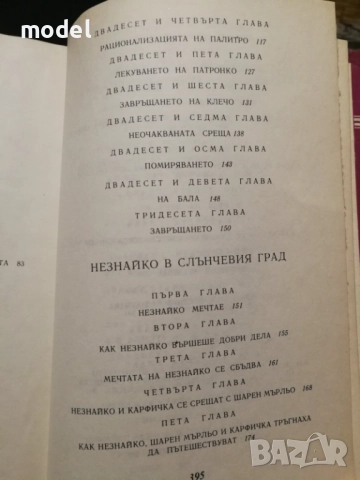 Alex
ДВАДЕСЕТ И ЧЕТВЪРТА ГЛАВА
РАЦИОНАЛИЗАЦИЯТА НА ПАЛИТРО 117
ДВАДЕСЕТ И ПЕТА ГЛАВА
ЛЕКУВАНЕТО НА ПАТРОНКО 127
ДВАДЕСЕТ И ШЕСТА ГЛАВА
ЗАВРЪЩАНЕТО НА КЛЕЧО 131
ДВАДЕСЕТ И СЕДМА ГЛАВА
НЕОЧАКВАНАТА СРЕЩА 138
ДВАДЕСЕТ И ОСМА ГЛАВА
ПОМИРЯВАНЕТО 143
ДВАДЕСЕТ И ДЕВЕТА ГЛАВА
НА БАЛА 148
ТРИДЕСЕТА ГЛАВА
ЗАВРЪЩАНЕТО 150
ТА 83
НЕЗНАЙКО В СЛЪНЧЕВИЯ ГРАД
ПЪРВА ГЛАВА
НЕЗНАЙКО МЕЧТАЕ 151
ВТОРА ГЛАВА
КАК НЕЗНАЙКО ВЪРШЕШЕ ДОБРИ ДЕЛА 155
ТРЕТА ГЛАВА
МЕЧТАТА НА НЕЗНАЙКО СЕ СБЪДВА 161
ЧЕТВЪРТА ГЛАВА
НЕЗНАЙКО И КАРФИЧКА СЕ СРЕЩАТ С ШАРЕН МЪРЛЬО 168
ПЕТА ГЛАВА
КАК НЕЗНАЙКО, ШАРЕН МЪРЛЬО И КАРФИЧКА ТРЪГНАХА
ДА ПЪТЕШЕСТВУВАТ 174
395
BAZAR